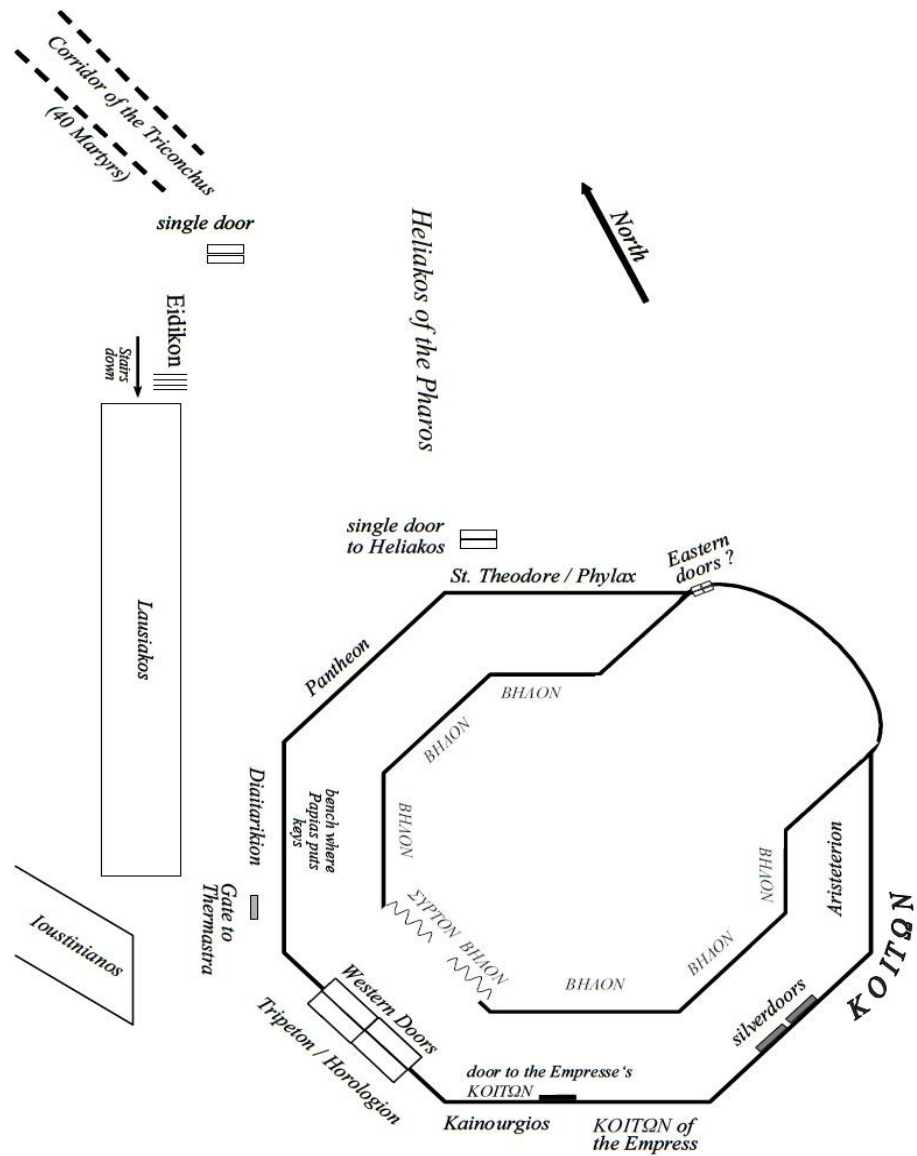 Corridor of the Triconchus
(40 Martyrs)
single door
Heliakos of the Pharos
North
Eidikon
Stairs
down
Lausiakos
single door
to Heliakos
Eastern
doors ?
St. Theodore / Phylax
Pantheon
ΒΗΛΟΝ
ΒΗΛΟΝ
ΒΗΛΟΝ
Diaitarikion
bench where
Papias puts
keys
Gate to
Thermastra
Ioustinianos
ΣΥΡΤΟΝ ΒΗΛΟΝ
ΒΗΛΟΝ
ΒΗΛΟΝ
ΒΗΛΟΝ
Aristeterion
ΚΟΙΤΩΝ
silverdoors
Western Doors
Tripeton / Horologion
door to the Empresse's
ΚΟΙΤΩΝ
Kainourgios
ΚΟΙΤΩΝ of
the Empress